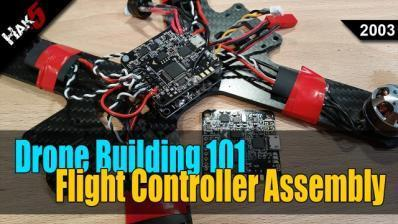 HAK5
2003
Drone Building 101
Flight Controller Assembly